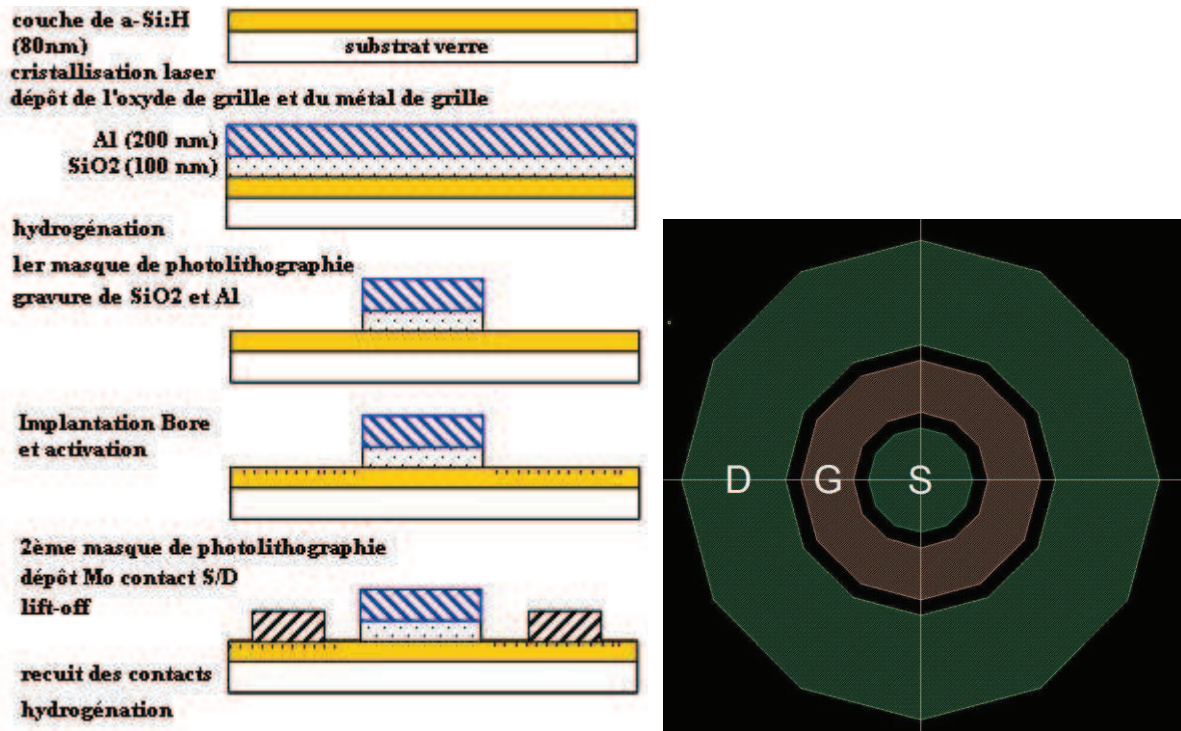 couche de a-Si:H
(80nm)
substrat verre
cristallisation laser
dépôt de l'oxyde de grille et du métal de grille
Al (200 nm)
SiO2 (100 nm)
hydrogénation
1er masque de photolithographie
gravure de SiO2 et Al
Implantation Bore
et activation
2ème masque de photolithographie
dépôt Mo contact S/D
lift-off
recuit des contacts
hydrogénation
D G S